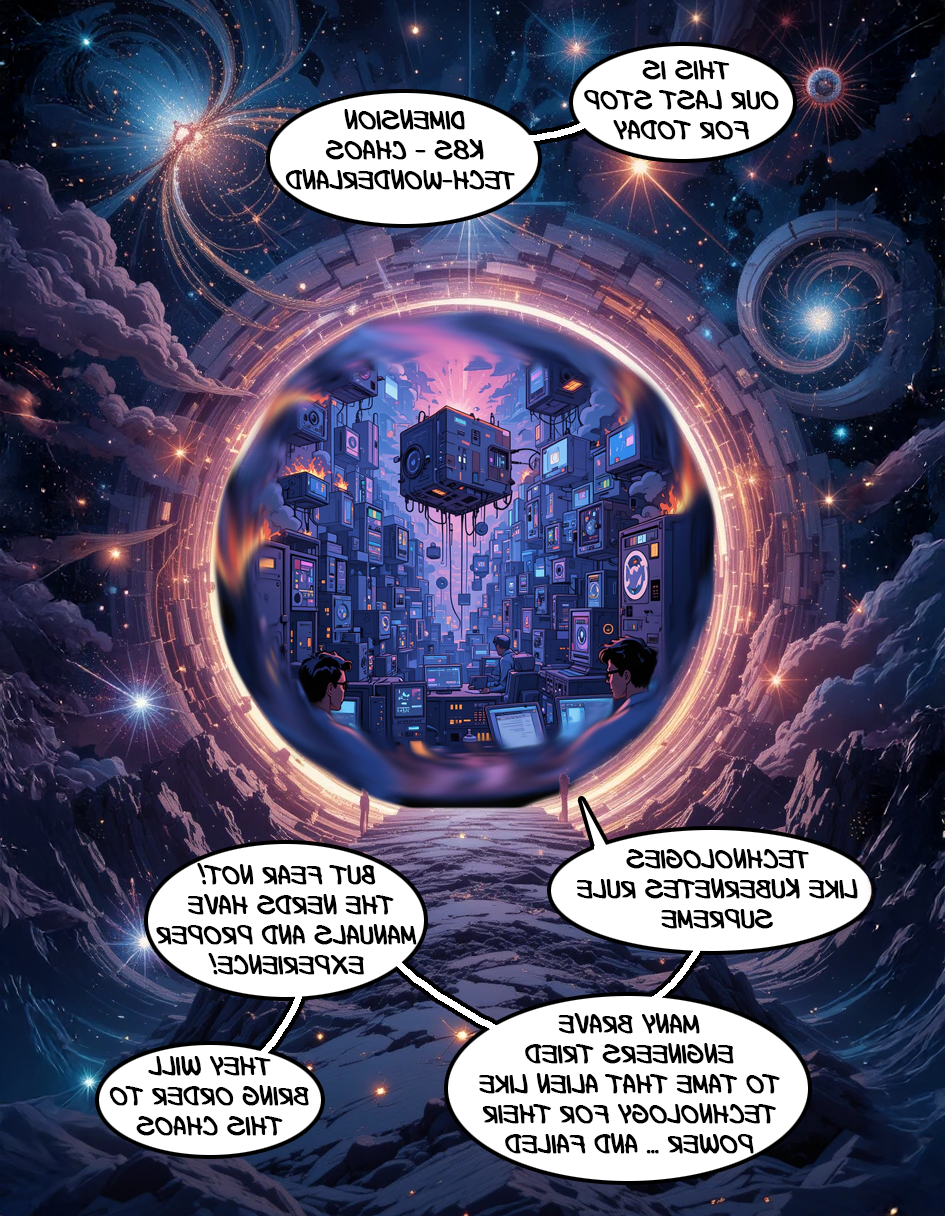 THIS IS
OUR LAST STOP
FOR TODAY
DIMENSION
K8S - CHAOS
TECH-WONDERLAND
TECHNOLOGIES
LIKE KUBERNETES RULE
SUPREME
MANY BRAVE
ENGINEERS TRIED
TO TAME THAT ALIEN LIKE
TECHNOLOGY FOR THEIR
POWER ... AND FAILED
BUT FEAR NOT!
THE NERDS HAVE
MANUALS AND PROPER
EXPERIENCE!
THEY WILL
BRING ORDER TO
THIS CHAOS